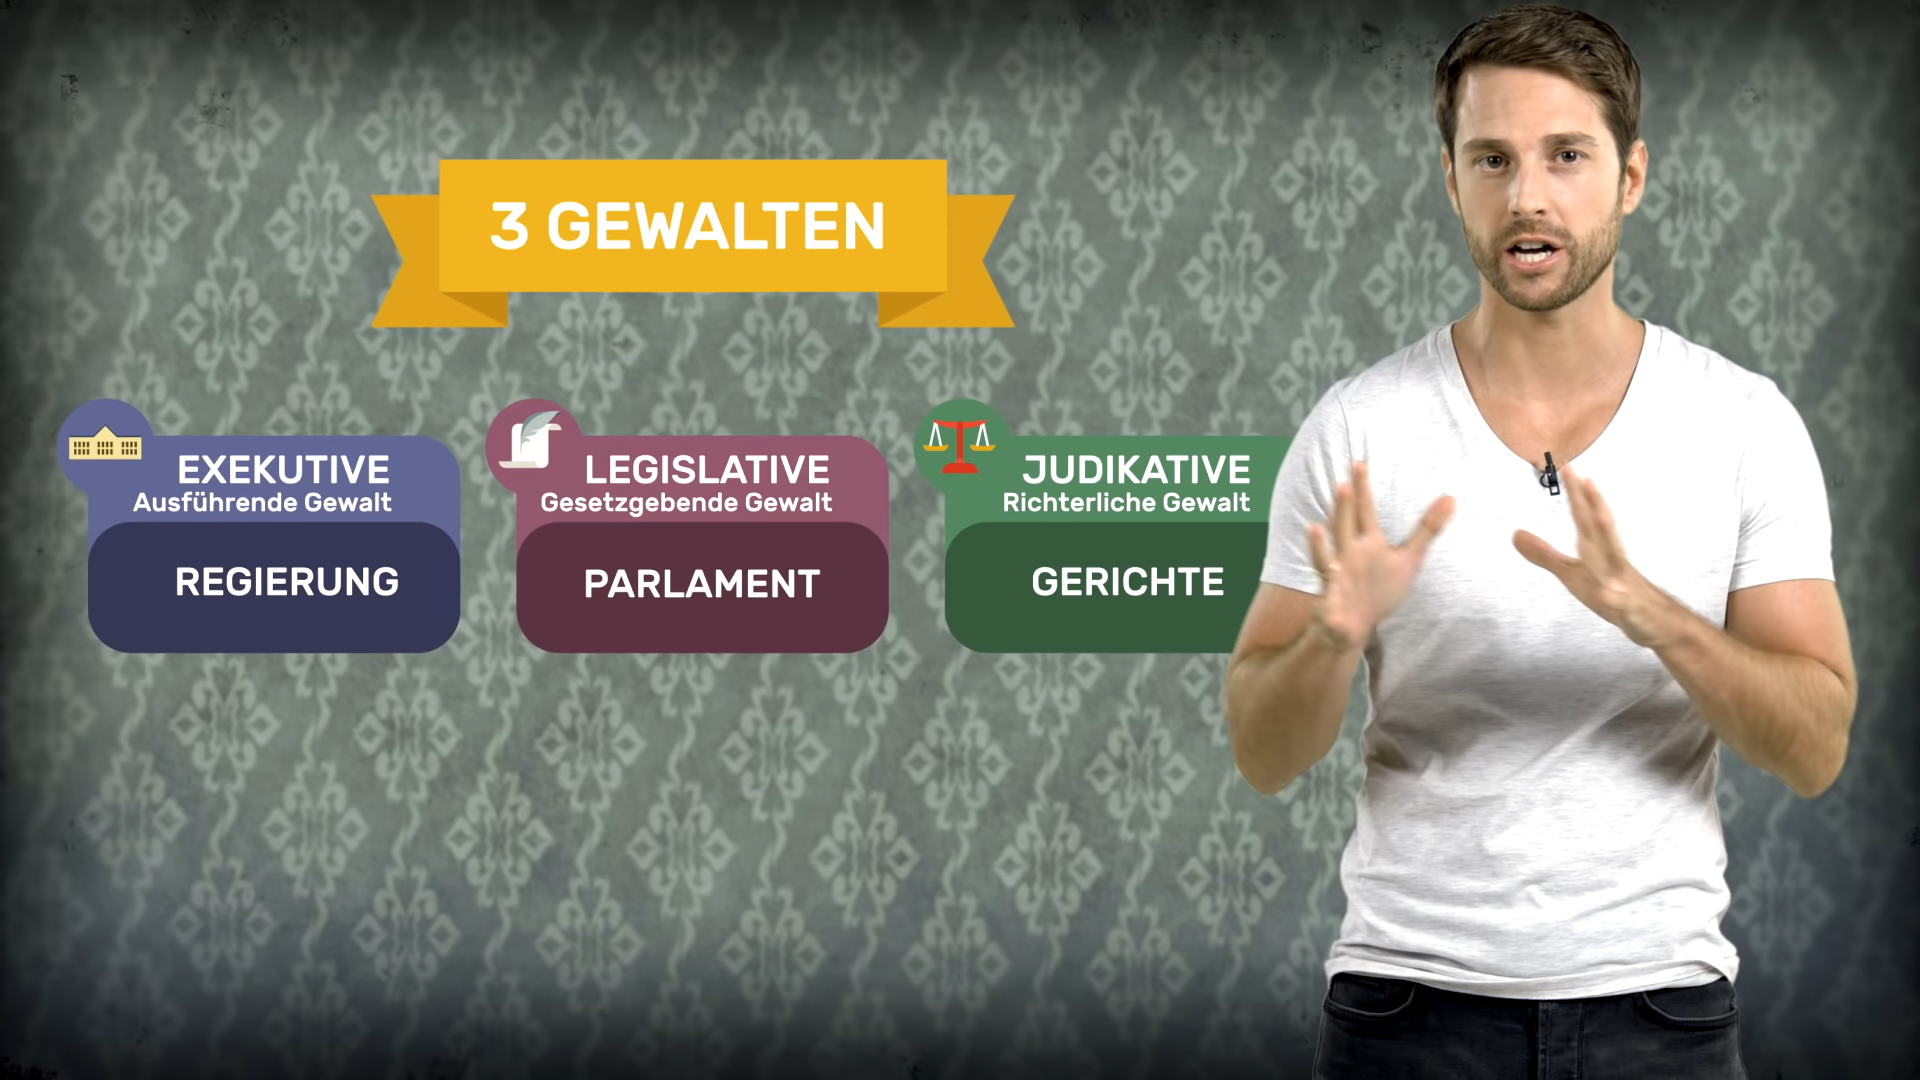 3 GEWALTEN
EXEKUTIVE
Ausführende Gewalt
REGIERUNG
LEGISLATIVE
Gesetzgebende Gewalt
PARLAMENT
JUDIKATIVE
Richterliche Gewalt
GERICHTE